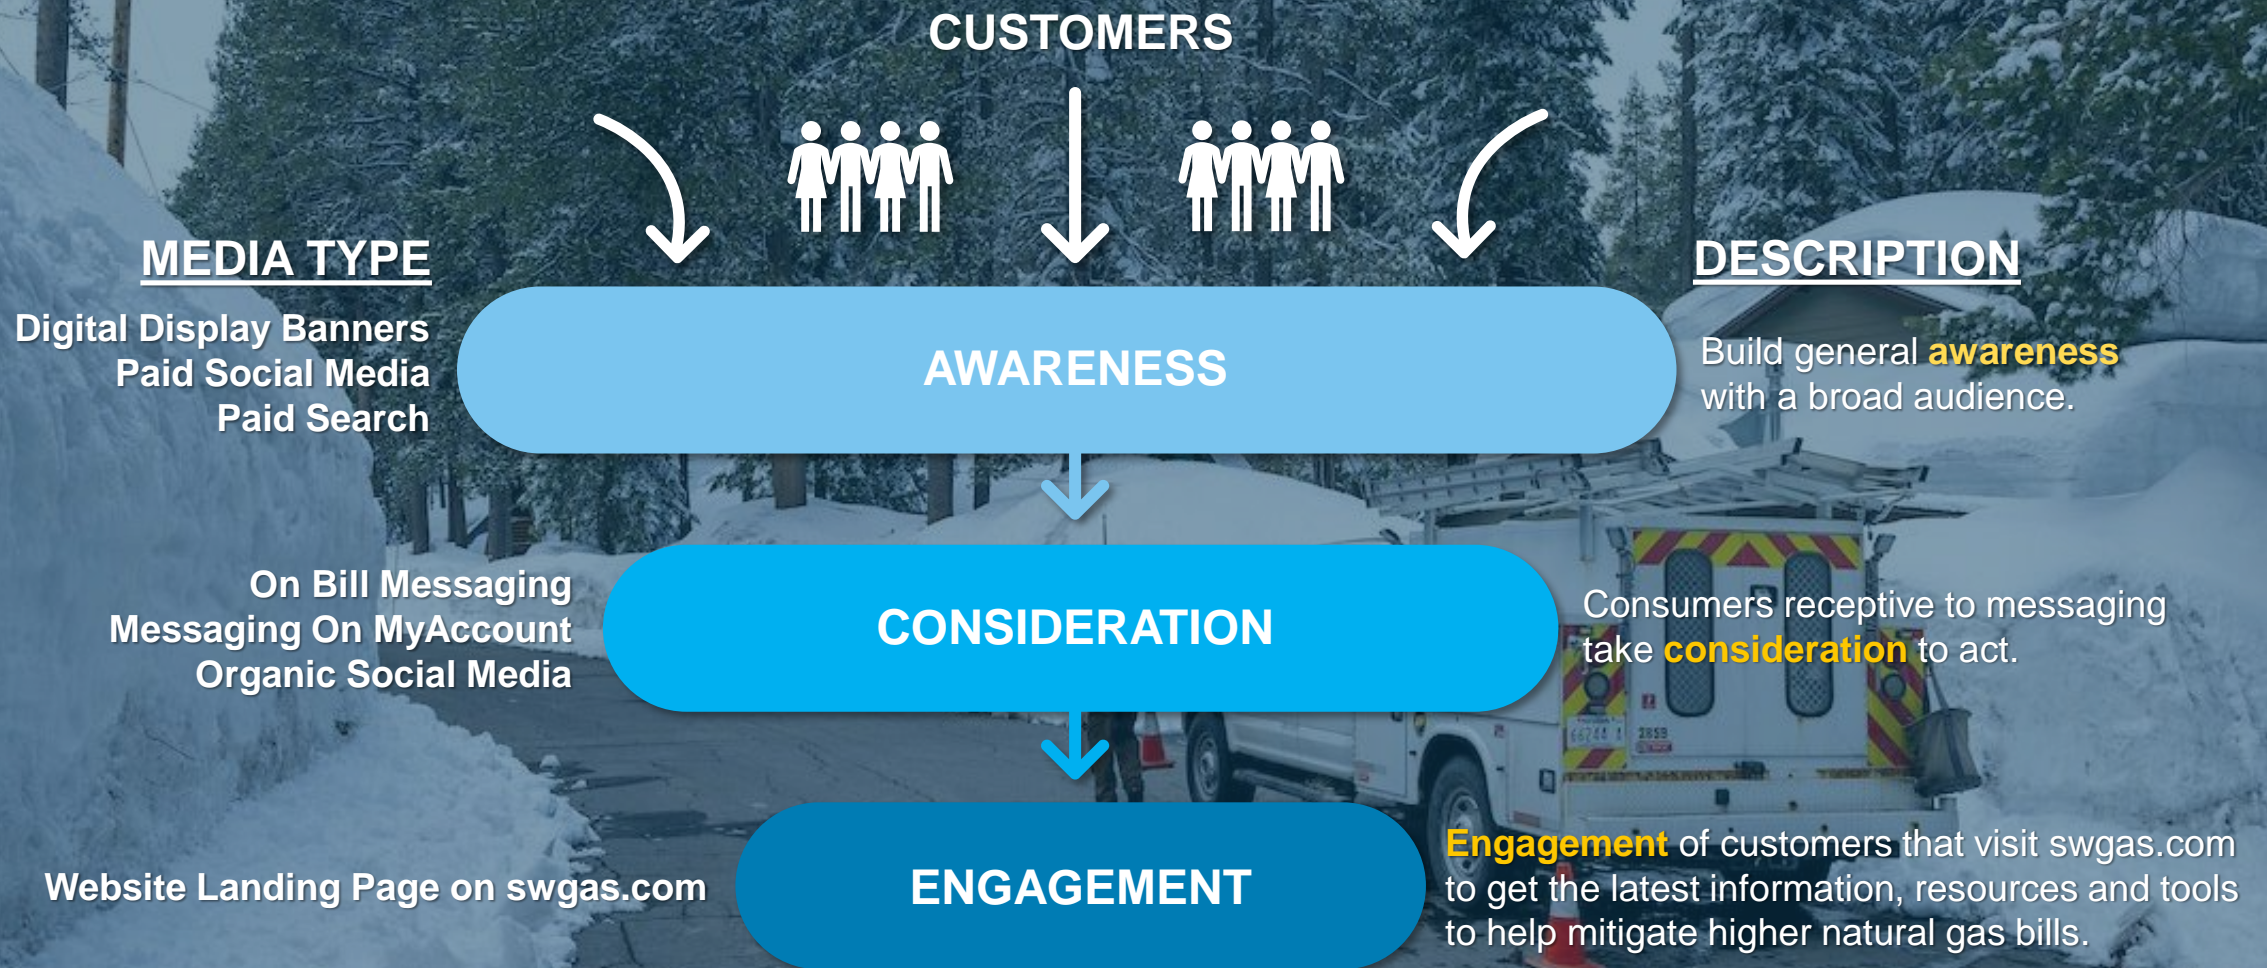 CUSTOMERS
MEDIA TYPE
DESCRIPTION
Digital Display Banners
Paid Social Media
Paid Search
AWARENESS
Build general awareness
with a broad audience.
On Bill Messaging
Messaging On MyAccount
Organic Social Media
CONSIDERATION
Consumers receptive to messaging
take consideration to act.
Website Landing Page on swgas.com
ENGAGEMENT
Engagement of customers that visit swgas.com
to get the latest information, resources and tools
to help mitigate higher natural gas bills.